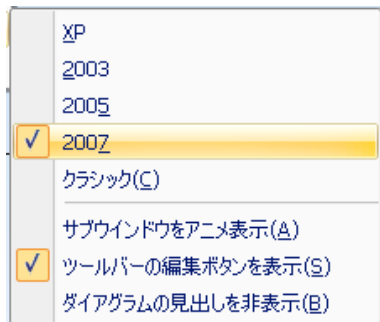 XP
2003
2005
2007
クラシック(C)
サブウインドウをアニメ表示(A)
ツールバーの編集ボタンを表示(S)
ダイアグラムの見出しを非表示(B)